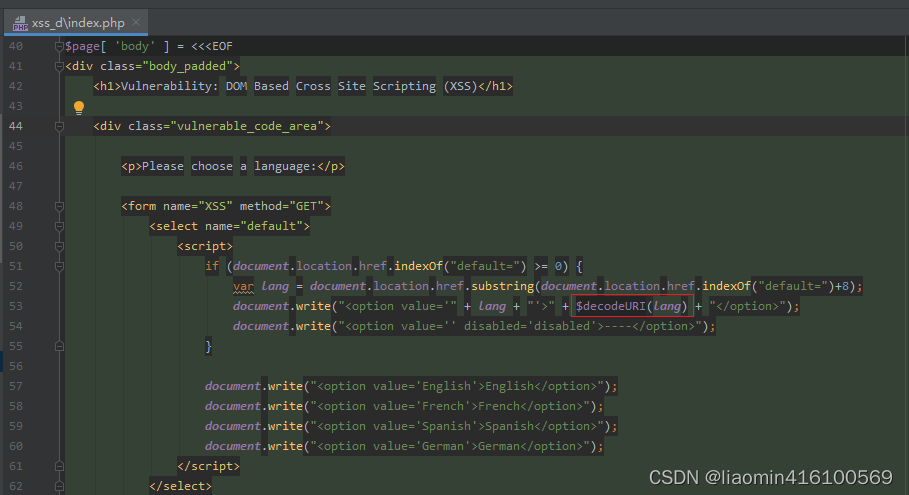 xss_d\index.php
40 $page[ 'body' ] = <<<EOF
41 <div class="body_padded">
42 <h1>Vulnerability: DOM Based Cross Site Scripting (XSS)</h1>
43
44 <div class="vulnerable_code_area">
45
46 <p>Please choose a language:</p>
47
48 <form name="XSS" method="GET">
49 <select name="default">
50 <script>
51 if (document.location.href.indexOf("default=") >= 0) {
52 var lang = document.location.href.substring(document.location.href.indexOf("default=")+8);
53 document.write("<option value='" + lang + "'>" + $decodeURI(lang) + "</option>");
54 document.write("<option value='' disabled='disabled'>----</option>");
55 }
56
57 document.write("<option value='English'>English</option>");
58 document.write("<option value='French'>French</option>");
59 document.write("<option value='Spanish'>Spanish</option>");
60 document.write("<option value='German'>German</option>");
61 </script>
62 </select>
CSDN @liaomin416100569